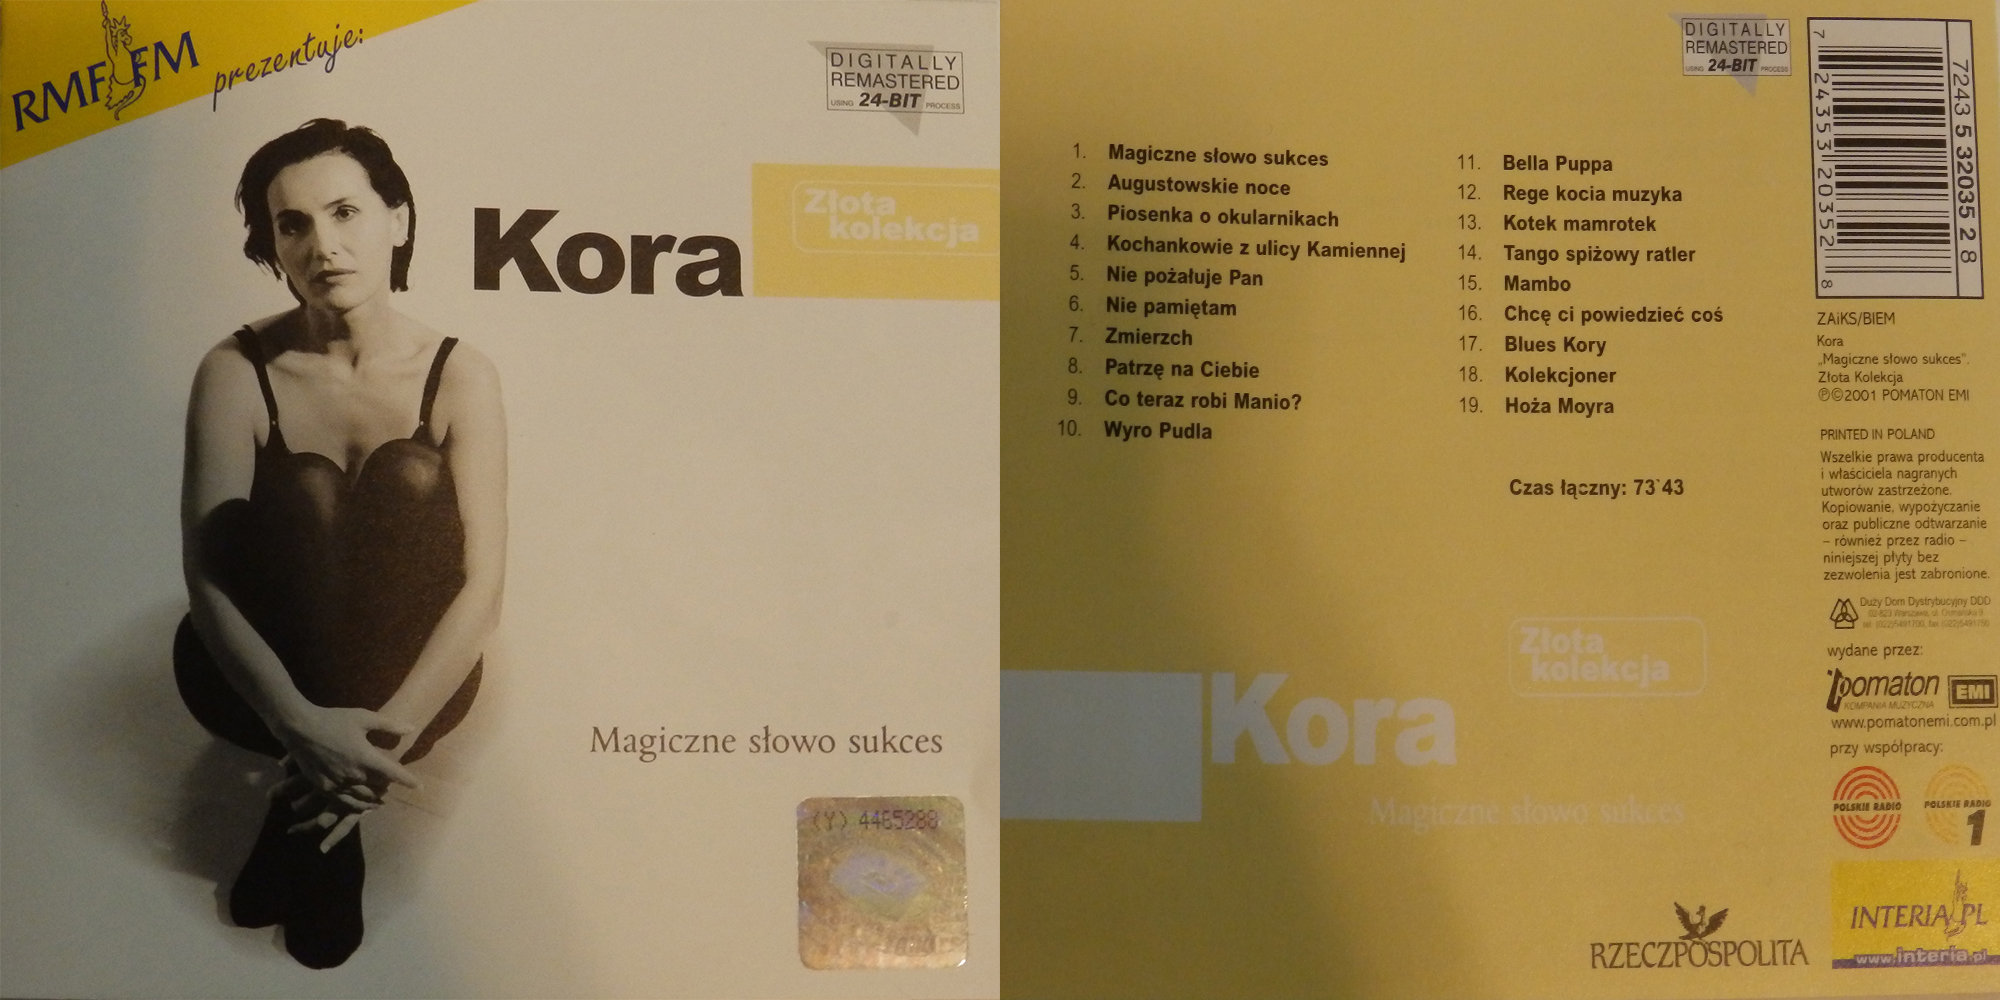 RMF FM prezentuje:
DIGITALLY
REMASTERED
USING 24-BIT PROCESS
Złota
kolekcja
Kora
Magiczne słowo sukces
(Y) 4465288
1. Magiczne słowo sukces
2. Augustowskie noce
3. Piosenka o okularnikach
4. Kochankowie z ulicy Kamiennej
5. Nie pożałuje Pan
6. Nie pamiętam
7. Zmierzch
8. Patrzę na Ciebie
9. Co teraz robi Manio?
10. Wyro Pudla
11. Bella Puppa
12. Rege kocia muzyka
13. Kotek mamrotek
14. Tango spiżowy ratler
15. Mambo
16. Chcę ci powiedzieć coś
17. Blues Kory
18. Kolekcjoner
19. Hoża Moyra
Czas łączny: 73`43
Złota
kolekcja
Kora
Magiczne słowo sukces
RZECZPOSPOLITA
DIGITALLY
REMASTERED
USING 24-BIT PROCESS
7243 5 32035 2 8
7 24353 20352 8
ZAiKS/BIEM
Kora
„Magiczne słowo sukces".
Złota Kolekcja
℗©2001 POMATON EMI
PRINTED IN POLAND
Wszelkie prawa producenta
i właściciela nagranych
utworów zastrzeżone.
Kopiowanie, wypożyczanie
oraz publiczne odtwarzanie
– również przez radio –
niniejszej płyty bez
zezwolenia jest zabronione.
Duży Dom Dystrybucyjny DDD
wydane przez:
pomaton EMI
KOMPANIA MUZYCZNA
www.pomatonemi.com.pl
przy współpracy:
POLSKIE RADIO
POLSKIE RADIO
1
INTERIA.PL
www.interia.pl